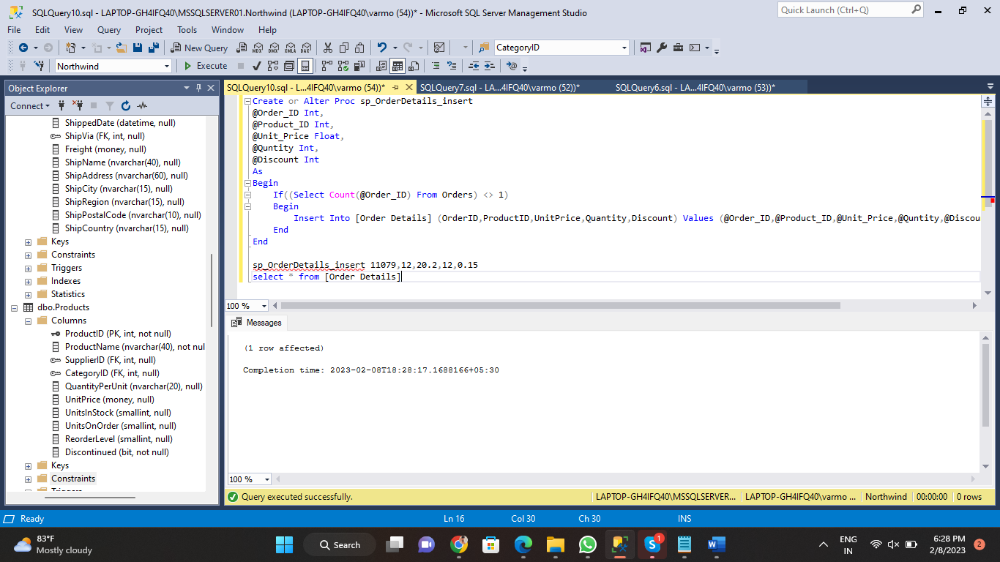 SQLQuery10.sql - LAPTOP-GH4IFQ40\MSSQLSERVER01.Northwind (LAPTOP-GH4IFQ40\varmo (54))* - Microsoft SQL Server Management Studio
Quick Launch (Ctrl+Q)
File Edit View Query Project Tools Window Help
New Query MDX DMX XMLA DAX CategoryID
Northwind Execute
Object Explorer
SQLQuery10.sql - L...4IFQ40\varmo (54))* SQLQuery7.sql - LA...4IFQ40\varmo (52))* SQLQuery6.sql - LA...4IFQ40\varmo (53))*
Connect
ShippedDate (datetime, null)
ShipVia (FK, int, null)
Freight (money, null)
ShipName (nvarchar(40), null)
ShipAddress (nvarchar(60), null)
ShipCity (nvarchar(15), null)
ShipRegion (nvarchar(15), null)
ShipPostalCode (nvarchar(10), null)
ShipCountry (nvarchar(15), null)
Keys
Constraints
Triggers
Indexes
Statistics
dbo.Products
Columns
ProductID (PK, int, not null)
ProductName (nvarchar(40), not nul
SupplierID (FK, int, null)
CategoryID (FK, int, null)
QuantityPerUnit (nvarchar(20), null)
UnitPrice (money, null)
UnitsInStock (smallint, null)
UnitsOnOrder (smallint, null)
ReorderLevel (smallint, null)
Discontinued (bit, not null)
Keys
Constraints
Triggers
Create or Alter Proc sp_OrderDetails_insert
@Order_ID Int,
@Product_ID Int,
@Unit_Price Float,
@Quntity Int,
@Discount Int
As
Begin
If((Select Count(@Order_ID) From Orders) <> 1)
Begin
Insert Into [Order Details] (OrderID,ProductID,UnitPrice,Quantity,Discount) Values (@Order_ID,@Product_ID,@Unit_Price,@Quntity,@Discou
End
End
sp_OrderDetails_insert 11079,12,20.2,12,0.15
select * from [Order Details]
100 %
Messages
(1 row affected)
Completion time: 2023-02-08T18:28:17.1688166+05:30
100 %
Query executed successfully. LAPTOP-GH4IFQ40\MSSQLSERVER... LAPTOP-GH4IFQ40\varmo ... Northwind 00:00:00 0 rows
Ready Ln 16 Col 30 Ch 30 INS
83°F
Mostly cloudy
Search
S 1
W
ENG
IN
6:28 PM
2/8/2023
2